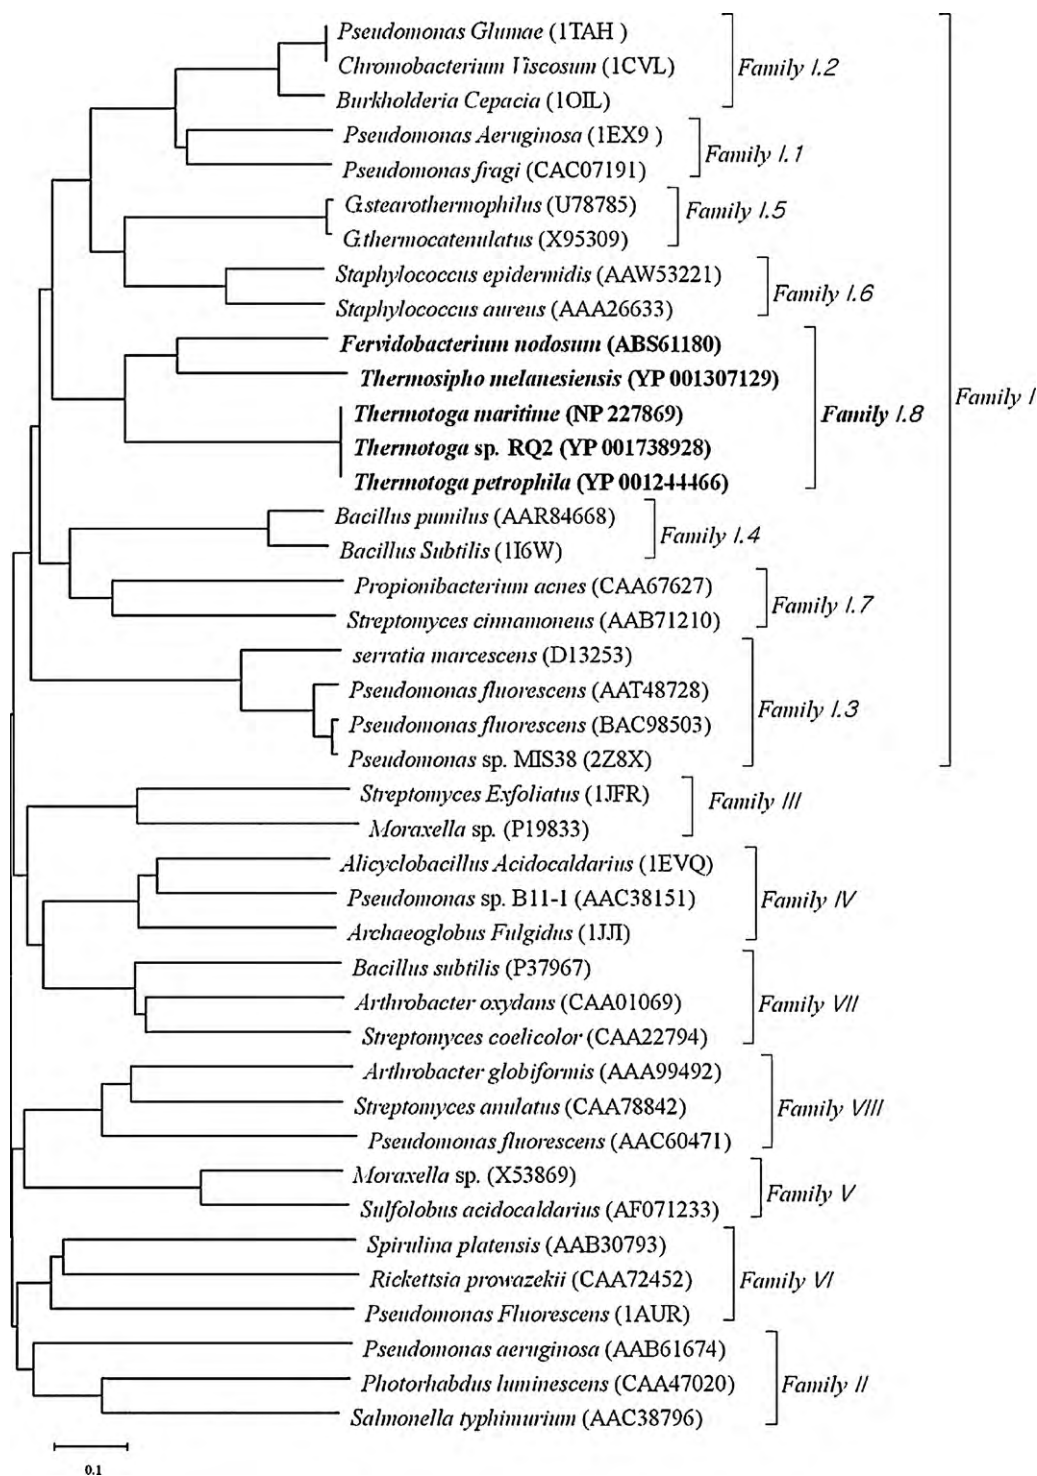 Pseudomonas Glumae (1TAH )
Chromobacterium Viscosum (1CVL)
Family I.2
Burkholderia Cepacia (1OIL)
Pseudomonas Aeruginosa (1EX9 )
Family I.1
Pseudomonas fragi (CAC07191)
G.stearothermophilus (U78785)
Family I.5
G.thermocatenulatus (X95309)
Staphylococcus epidermidis (AAW53221)
Family I.6
Staphylococcus aureus (AAA26633)
Fervidobacterium nodosum (ABS61180)
Thermosipho melanesiensis (YP 001307129)
Family I
Thermotoga maritime (NP 227869)
Family I.8
Thermotoga sp. RQ2 (YP 001738928)
Thermotoga petrophila (YP 001244466)
Bacillus pumilus (AAR84668)
Family I.4
Bacillus Subtilis (1I6W)
Propionibacterium acnes (CAA67627)
Family I.7
Streptomyces cinnamoneus (AAB71210)
serratia marcescens (D13253)
Pseudomonas fluorescens (AAT48728)
Family I.3
Pseudomonas fluorescens (BAC98503)
Pseudomonas sp. MIS38 (2Z8X)
Streptomyces Exfoliatus (1JFR)
Family III
Moraxella sp. (P19833)
Alicyclobacillus Acidocaldarius (1EVQ)
Pseudomonas sp. B11-1 (AAC38151)
Family IV
Archaeoglobus Fulgidus (1JJI)
Bacillus subtilis (P37967)
Arthrobacter oxydans (CAA01069)
Family VII
Streptomyces coelicolor (CAA22794)
Arthrobacter globiformis (AAA99492)
Streptomyces anulatus (CAA78842)
Family VIII
Pseudomonas fluorescens (AAC60471)
Moraxella sp. (X53869)
Family V
Sulfolobus acidocaldarius (AF071233)
Spirulina platensis (AAB30793)
Rickettsia prowazekii (CAA72452)
Family VI
Pseudomonas Fluorescens (1AUR)
Pseudomonas aeruginosa (AAB61674)
Photorhabdus luminescens (CAA47020)
Family II
Salmonella typhimurium (AAC38796)
0.1